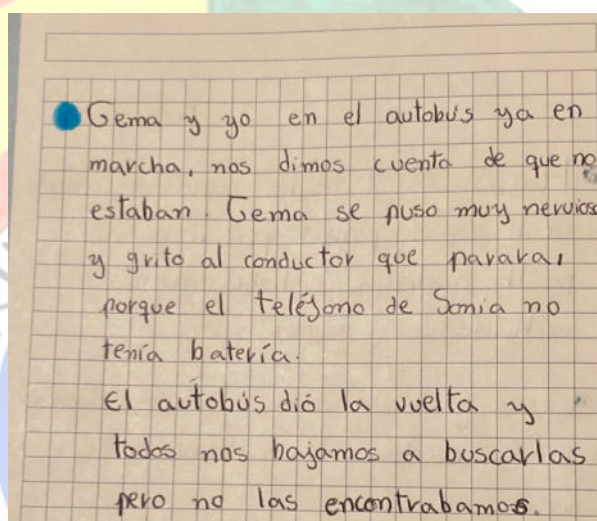 Gema y yo en el autobús ya en
marcha, nos dimos cuenta de que no
estaban. Gema se puso muy nervios
y grito al conductor que parara,
porque el teléfono de Sonia no
tenía batería.
El autobús dió la vuelta y
todos nos bajamos a buscarlas
pero no las encontrabamos.